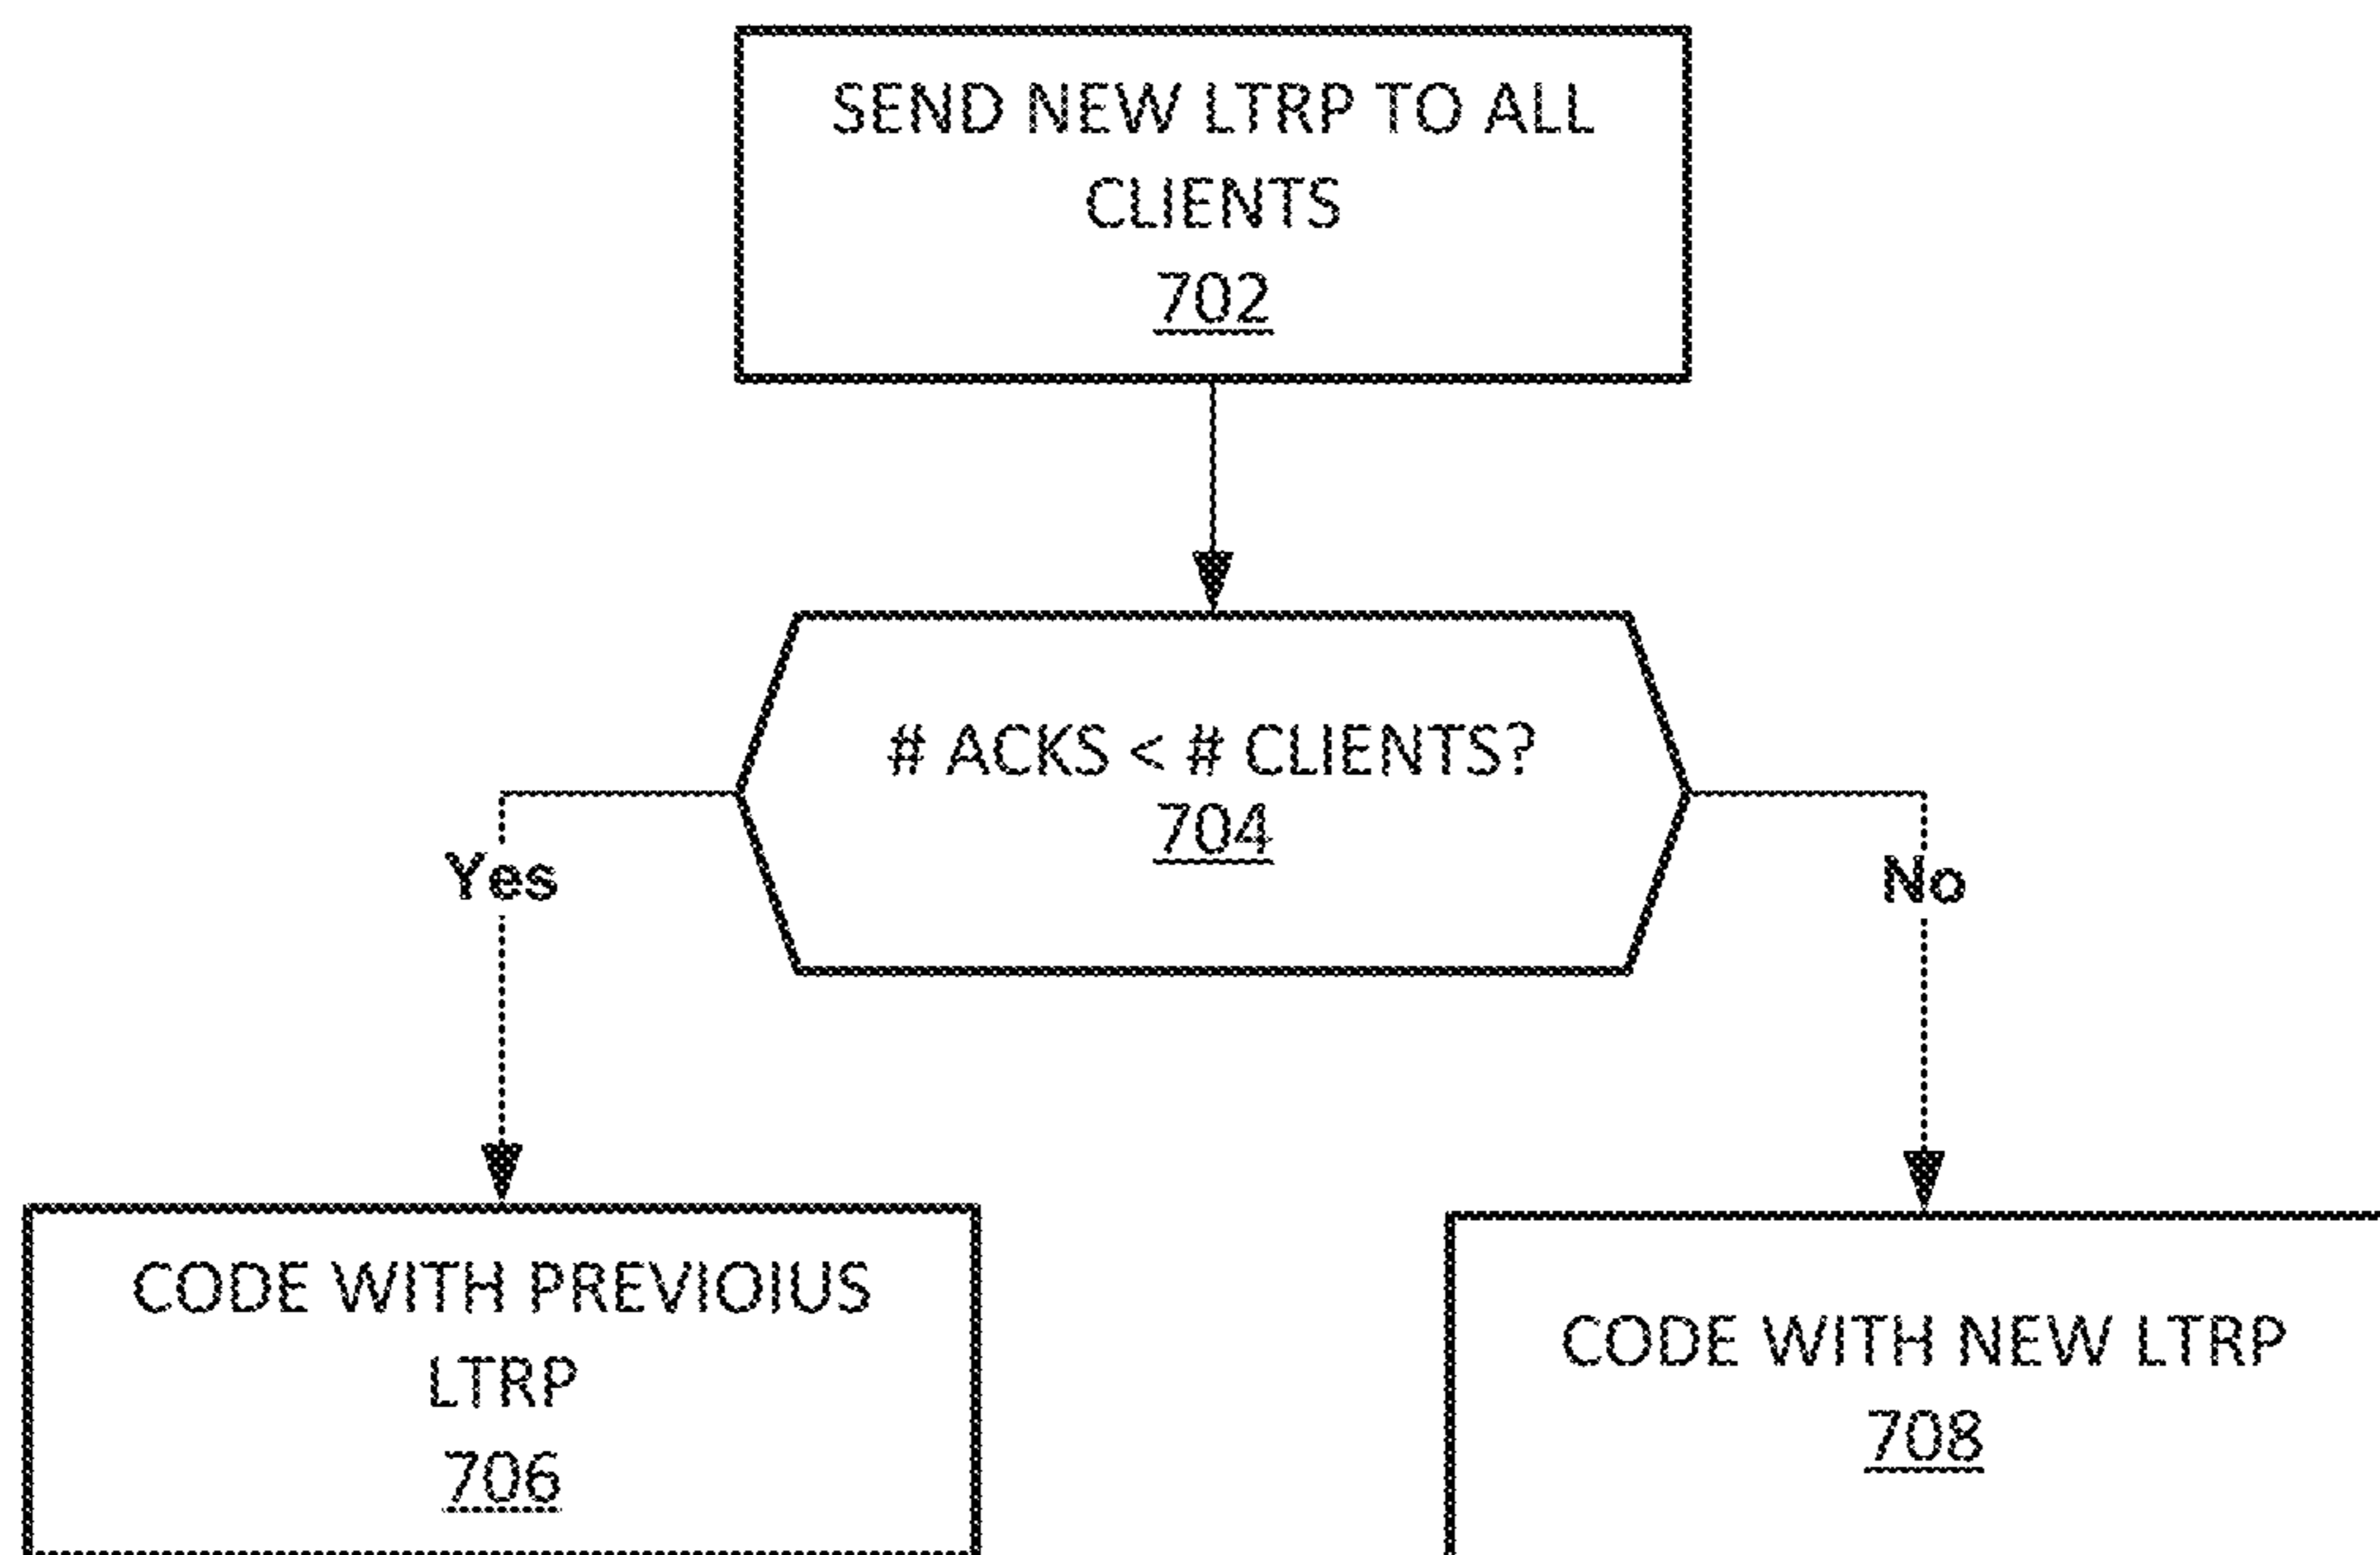 SEND NEW LTRP TO ALL
CLIENTS
702
# ACKS < # CLIENTS?
704
Yes
No
CODE WITH PREVIOIUS
LTRP
706
CODE WITH NEW LTRP
708